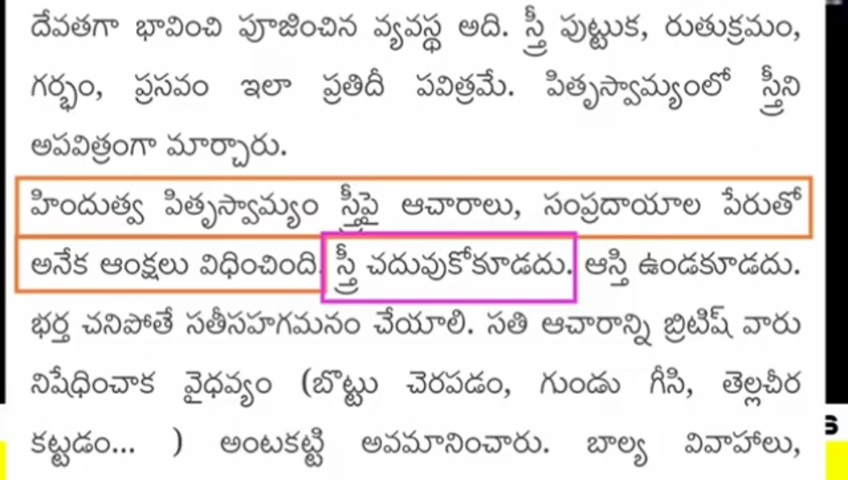 దేవతగా భావించి పూజించిన వ్యవస్థ అది. స్త్రీ పుట్టుక, రుతుక్రమం,
గర్భం, ప్రసవం ఇలా ప్రతిదీ పవిత్రమే. పితృస్వామ్యంలో స్త్రీని
అపవిత్రంగా మార్చారు.
హిందుత్వ పితృస్వామ్యం స్త్రీపై ఆచారాలు, సంప్రదాయాల పేరుతో
అనేక ఆంక్షలు విధించింది. స్త్రీ చదువుకోకూడదు. ఆస్తి ఉండకూడదు.
భర్త చనిపోతే సతీసహగమనం చేయాలి. సతి ఆచారాన్ని బ్రిటిష్ వారు
నిషేధించాక వైధవ్యం (బొట్టు చెరపడం, గుండు గీసి, తెల్లచీర
కట్టడం... ) అంటకట్టి అవమానించారు. బాల్య వివాహాలు,